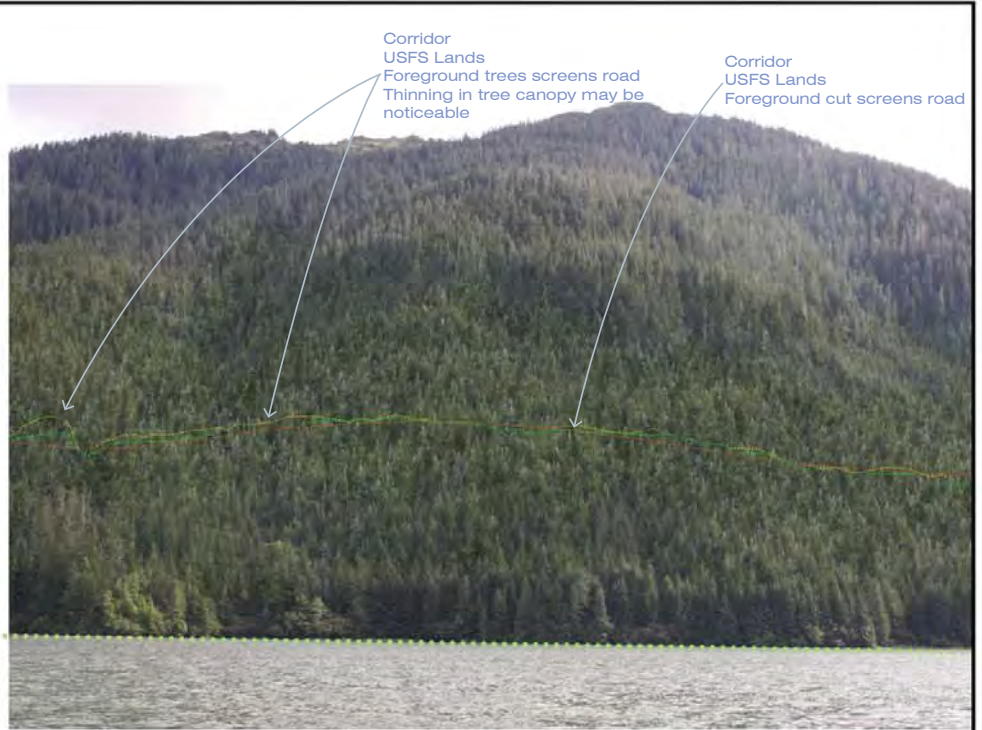 Corridor
USFS Lands
Foreground trees screens road
Thinning in tree canopy may be
noticeable
Corridor
USFS Lands
Foreground cut screens road